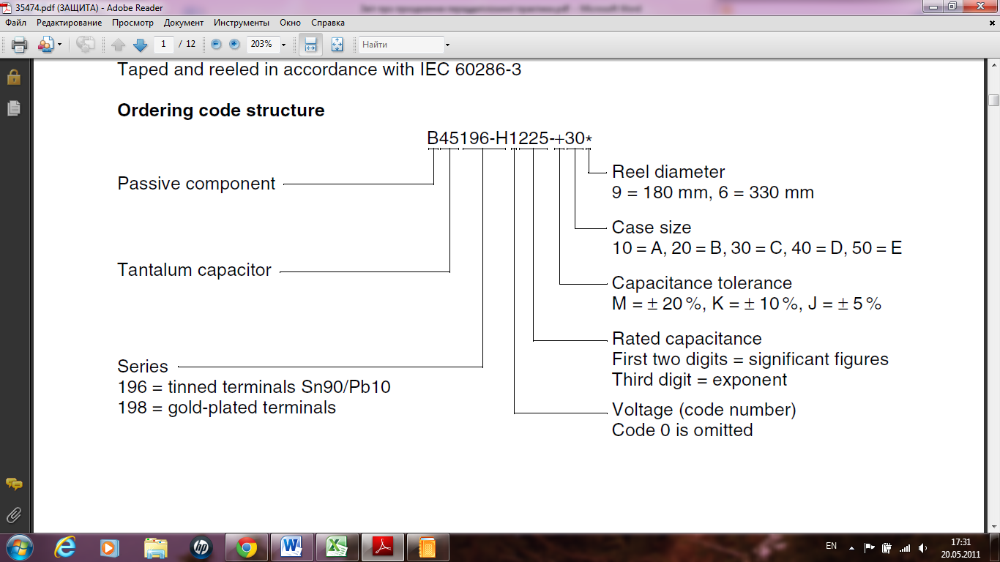 35474.pdf (ЗАЩИТА) - Adobe Reader
Файл Редактирование Просмотр Документ Инструменты Окно Справка
1 / 12 203% Найти
Taped and reeled in accordance with IEC 60286-3
Ordering code structure
B45196-H1225-+30*
Passive component
Tantalum capacitor
Series
196 = tinned terminals Sn90/Pb10
198 = gold-plated terminals
Reel diameter
9 = 180 mm, 6 = 330 mm
Case size
10 = A, 20 = B, 30 = C, 40 = D, 50 = E
Capacitance tolerance
M = ± 20 %, K = ± 10 %, J = ± 5 %
Rated capacitance
First two digits = significant figures
Third digit = exponent
Voltage (code number)
Code 0 is omitted
EN
17:31
20.05.2011